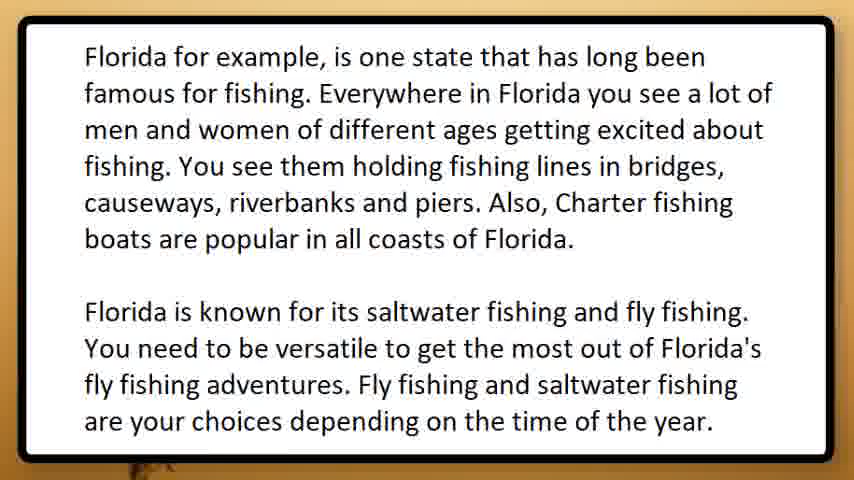 Florida for example, is one state that has long been
famous for fishing. Everywhere in Florida you see a lot of
men and women of different ages getting excited about
fishing. You see them holding fishing lines in bridges,
causeways, riverbanks and piers. Also, Charter fishing
boats are popular in all coasts of Florida.
Florida is known for its saltwater fishing and fly fishing.
You need to be versatile to get the most out of Florida's
fly fishing adventures. Fly fishing and saltwater fishing
are your choices depending on the time of the year.